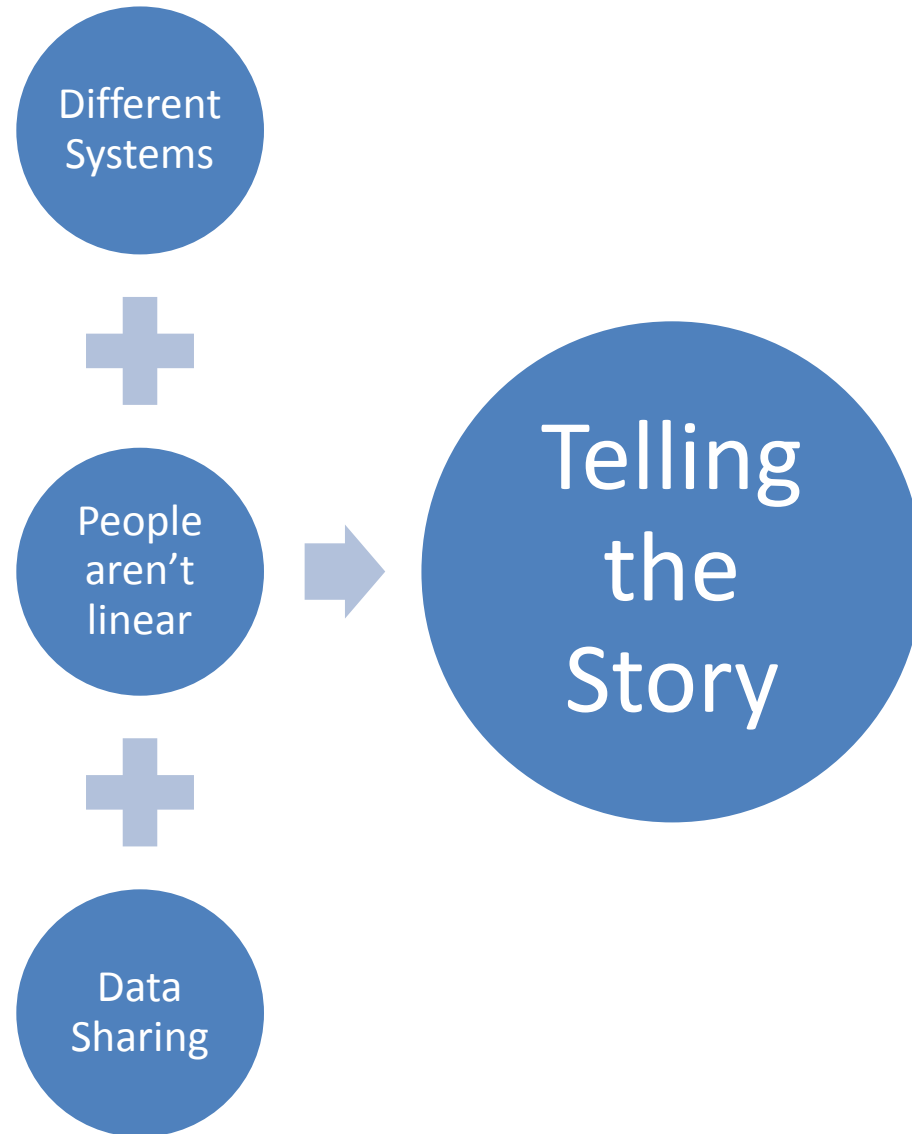 Different
Systems
People
aren’t
linear
Data
Sharing
Telling
the
Story